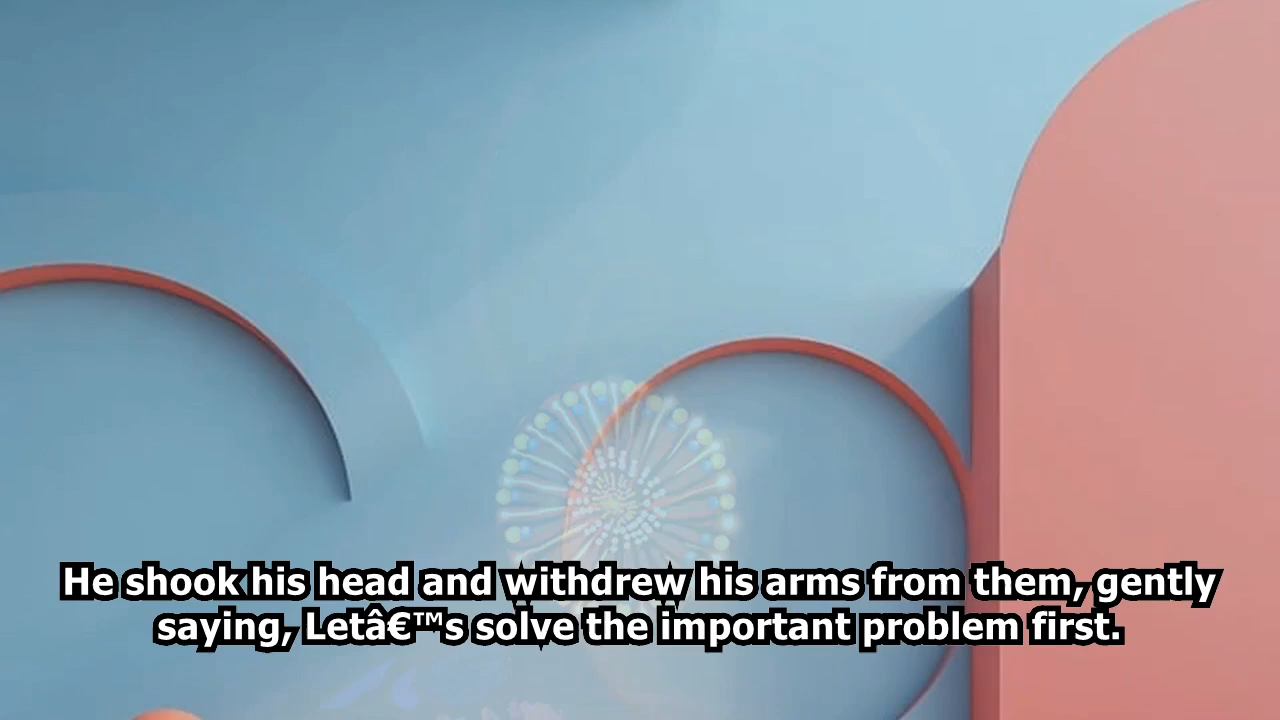 He shook his head and withdrew his arms from them, gently
saying, Letâ€™s solve the important problem first.